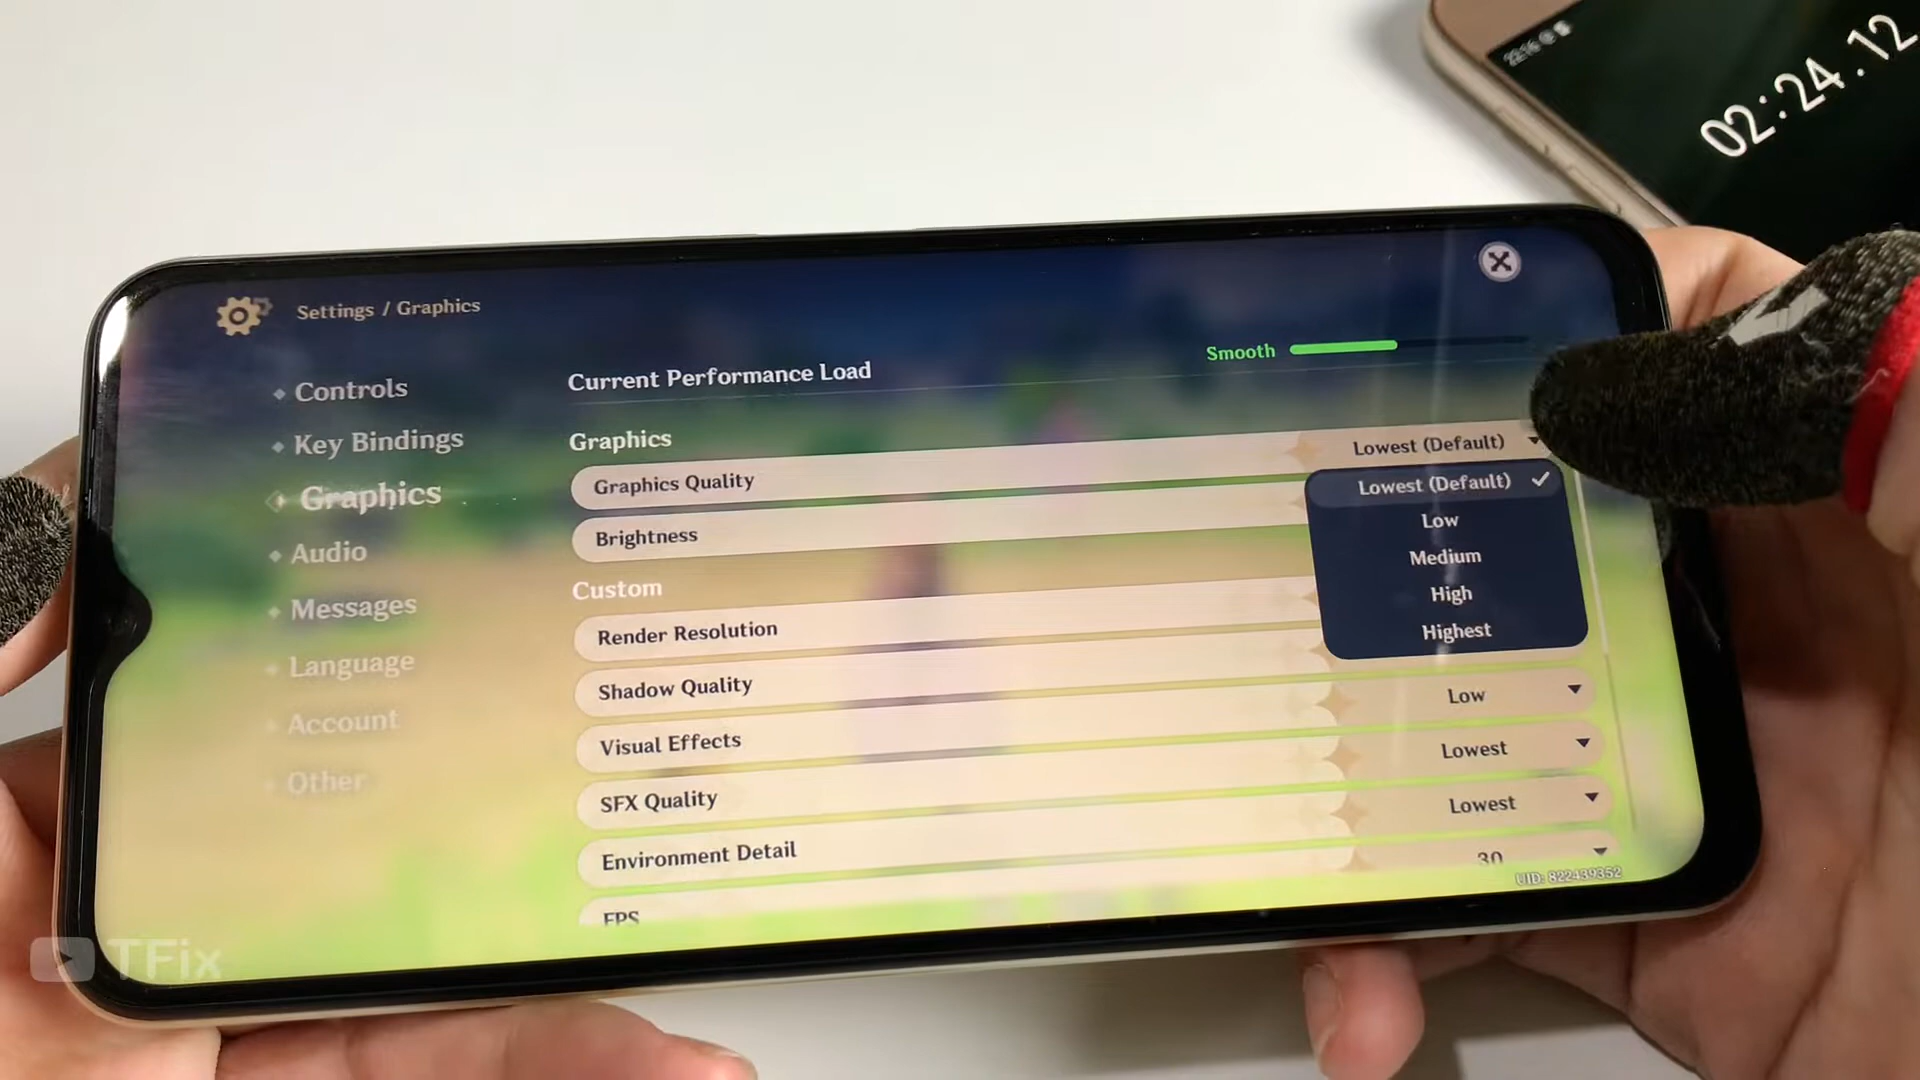 02:24.12
Settings / Graphics
Controls
Key Bindings
Graphics
Audio
Messages
Language
Account
Other
Current Performance Load
Smooth
Graphics
Graphics Quality
Lowest (Default)
Lowest (Default)
Low
Medium
High
Highest
Brightness
Custom
Render Resolution
Shadow Quality
Low
Visual Effects
Lowest
SFX Quality
Lowest
Environment Detail
30
FPS
UID: 822439352
TFix